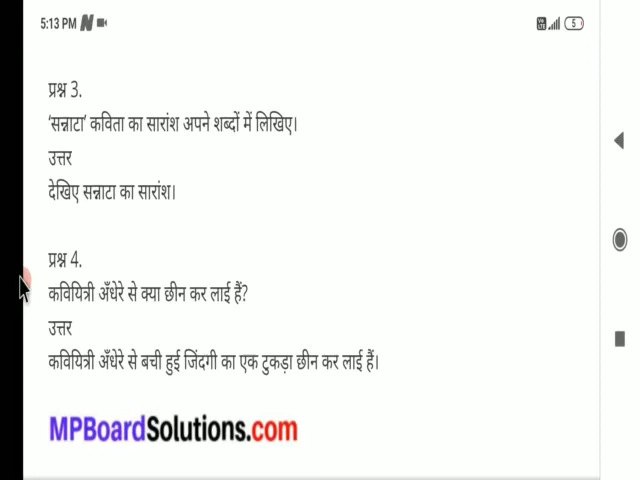 5:13 PM
5
प्रश्न 3.
'सन्नाटा' कविता का सारांश अपने शब्दों में लिखिए।
उत्तर
देखिए सन्नाटा का सारांश।
प्रश्न 4.
कवियित्री अँधेरे से क्या छीन कर लाई हैं?
उत्तर
कवियित्री अँधेरे से बची हुई जिंदगी का एक टुकड़ा छीन कर लाई हैं।
MPBoardSolutions.com